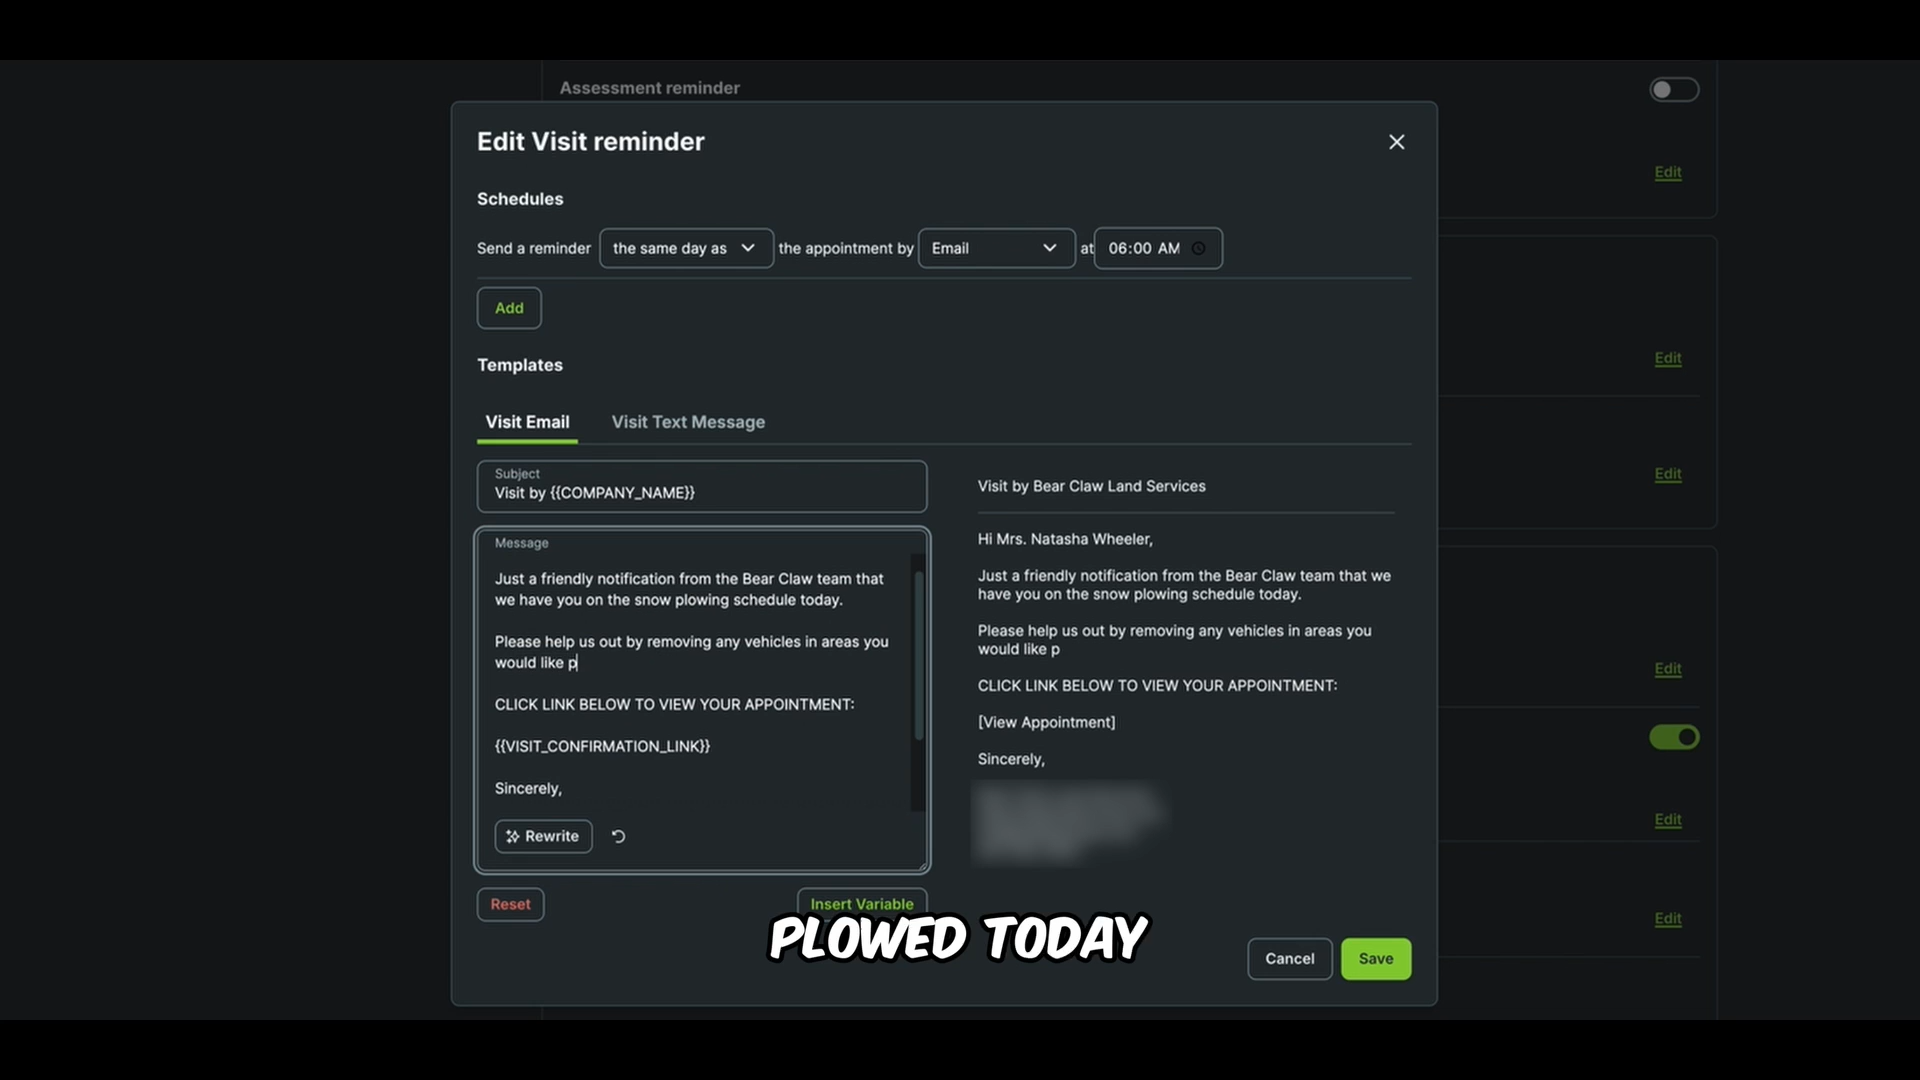 Assessment reminder
Edit Visit reminder
Edit
Schedules
Send a reminder the same day as the appointment by Email at 06:00 AM
Add
Templates
Edit
Visit Email Visit Text Message
Edit
Subject
Visit by {{COMPANY_NAME}}
Message
Just a friendly notification from the Bear Claw team that
we have you on the snow plowing schedule today.
Please help us out by removing any vehicles in areas you
would like p
CLICK LINK BELOW TO VIEW YOUR APPOINTMENT:
{{VISIT_CONFIRMATION_LINK}}
Sincerely,
Rewrite
Reset
Insert Variable
Visit by Bear Claw Land Services
Hi Mrs. Natasha Wheeler,
Just a friendly notification from the Bear Claw team that we
have you on the snow plowing schedule today.
Please help us out by removing any vehicles in areas you
would like p
CLICK LINK BELOW TO VIEW YOUR APPOINTMENT:
[View Appointment]
Sincerely,
Edit
Edit
Edit
PLOWED TODAY
Cancel
Save